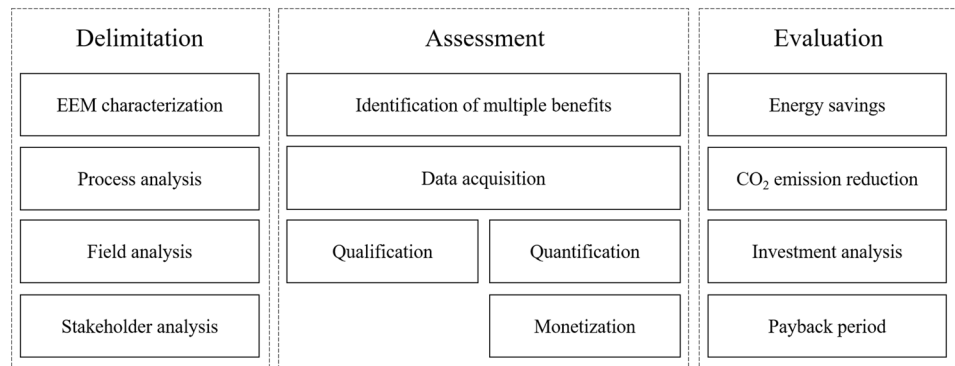 Delimitation
EEM characterization
Process analysis
Field analysis
Stakeholder analysis
Assessment
Identification of multiple benefits
Data acquisition
Qualification
Quantification
Monetization
Evaluation
Energy savings
CO₂ emission reduction
Investment analysis
Payback period